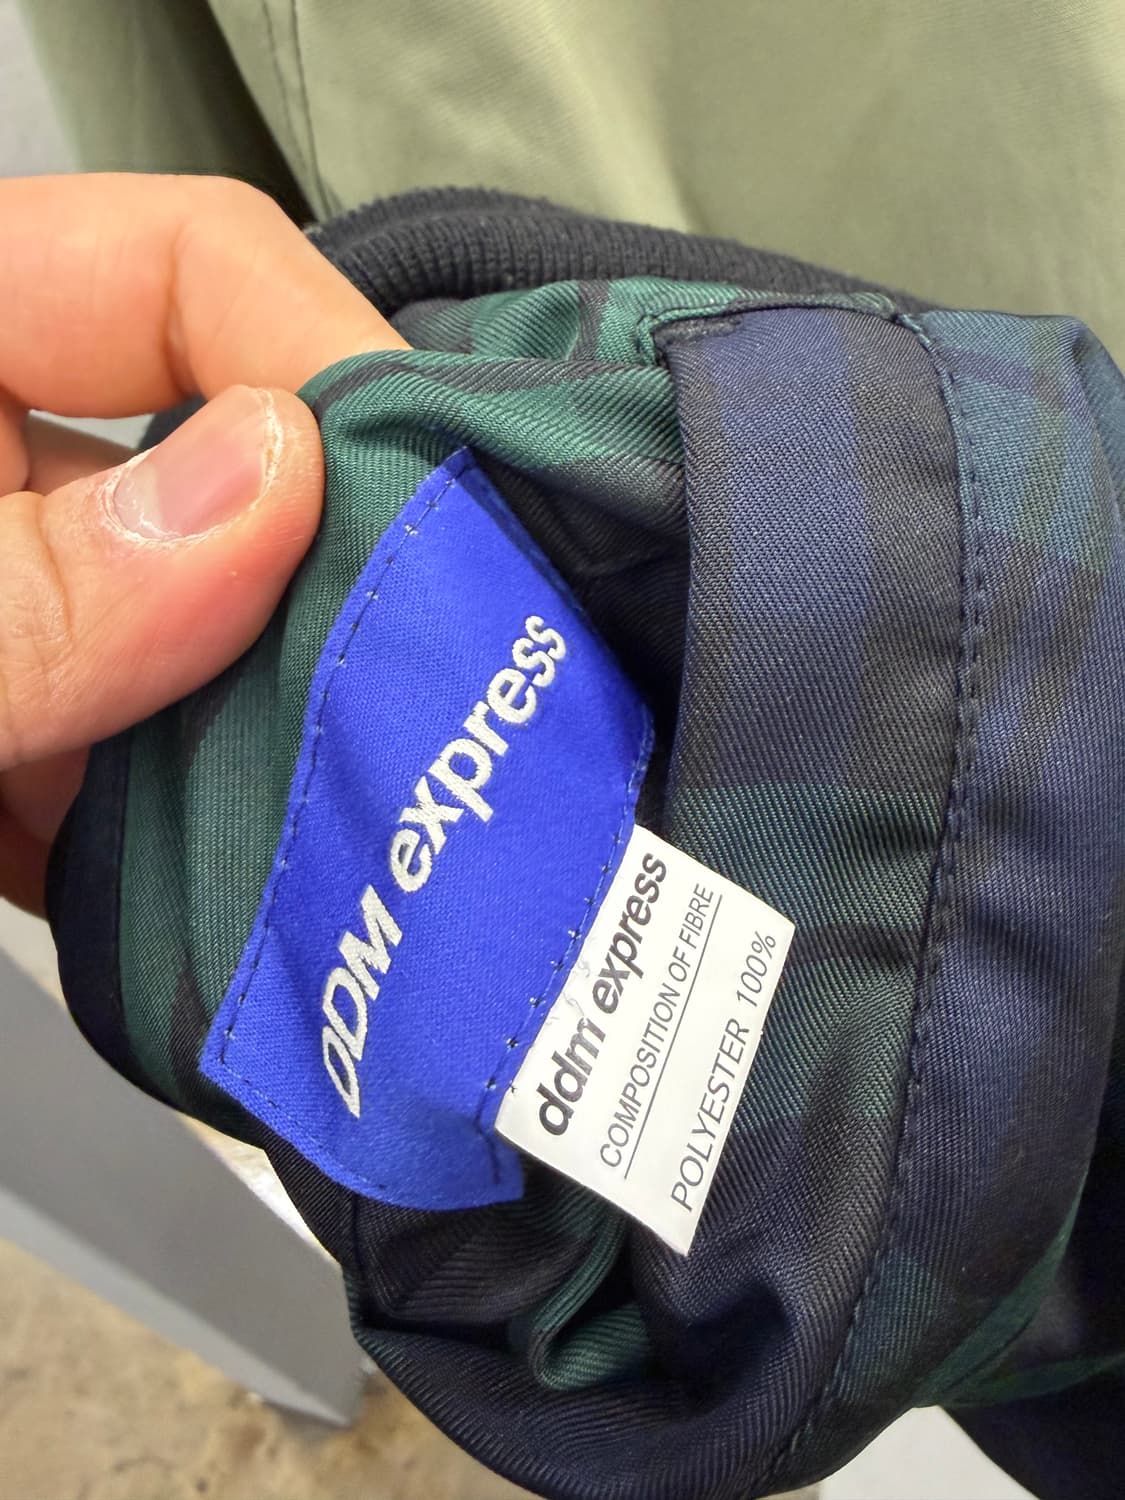 DDM express
ddm express
COMPOSITION OF FIBRE
POLYESTER 100%